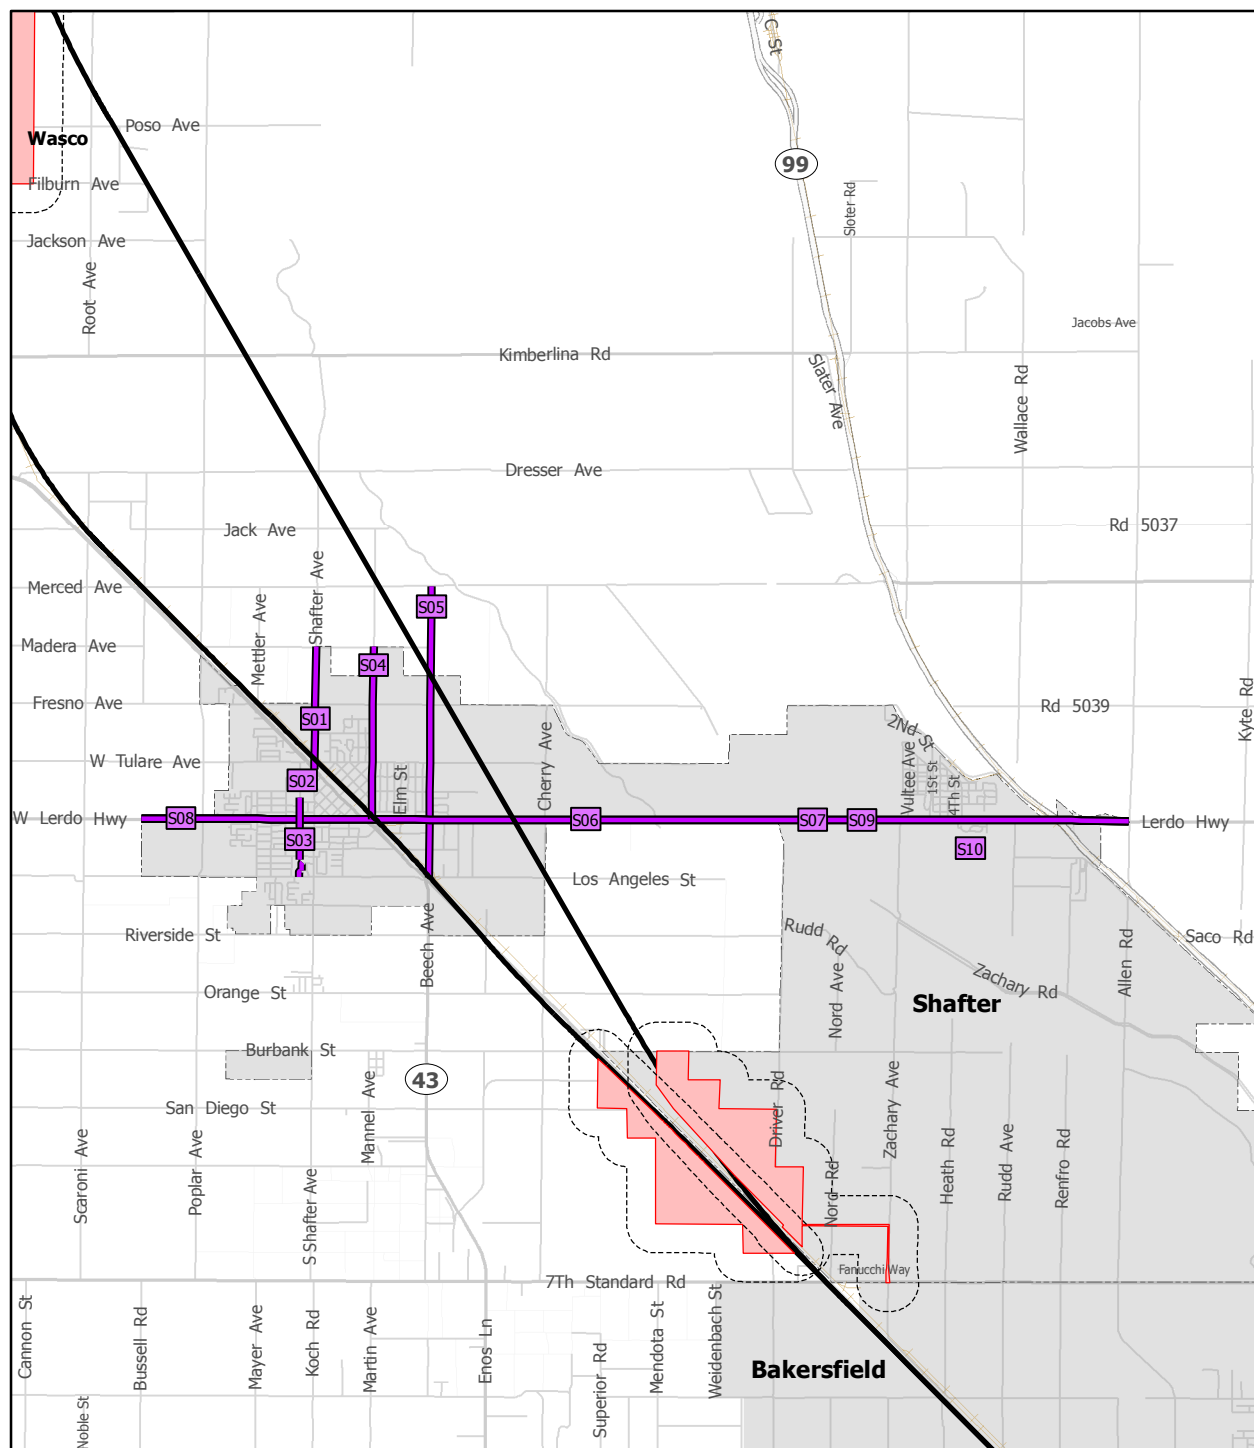 C St
Poso Ave
Wasco
99
Filburn Ave
Sloter Rd
Jackson Ave
Root Ave
Jacobs Ave
Kimberlina Rd
Slater Ave
Wallace Rd
Dresser Ave
Jack Ave
Rd 5037
Merced Ave
Shafter Ave
S05
Mettler Ave
Madera Ave
S04
Fresno Ave
S01
Rd 5039
Kyte Rd
2Nd St
W Tulare Ave
S02
Elm St
Cherry Ave
Vultee Ave
1St St
4Th St
W Lerdo Hwy
S08
S06
S07
S09
Lerdo Hwy
S03
S10
Los Angeles St
Riverside St
Beech Ave
Rudd Rd
Saco Rd
Allen Rd
Zachary Rd
Orange St
Nord Ave
Shafter
Burbank St
43
San Diego St
Mannel Ave
Driver Rd
Zachary Ave
Scaroni Ave
Poplar Ave
S Shafter Ave
Nord Rd
Heath Rd
Rudd Ave
Renfro Rd
Fanucchi Way
7Th Standard Rd
Cannon St
Bussell Rd
Mayer Ave
Koch Rd
Martin Ave
Enos Ln
Superior Rd
Mendota St
Weidenbach St
Bakersfield
Noble St